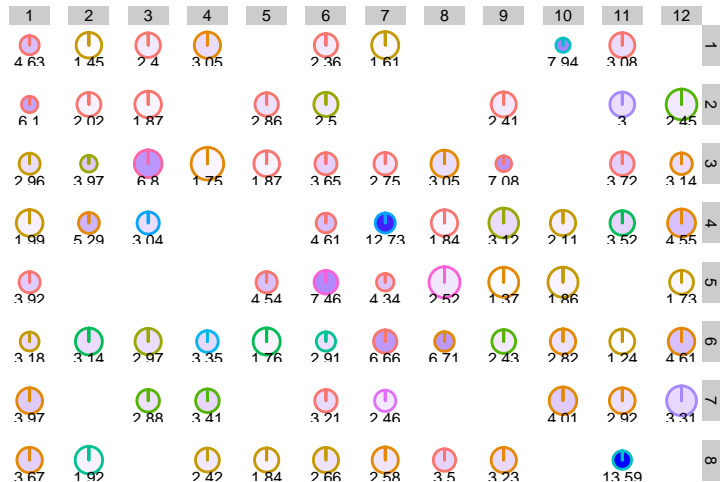 1 2 3 4 5 6 7 8 9 10 11 12
4.63 1.45 2.4 3.05 2.36 1.61 7.94 3.08 1
6.1 2.02 1.87 2.86 2.5 2.41 3 2.45 2
2.96 3.97 6.8 1.75 1.87 3.65 2.75 3.05 7.08 3.72 3.14 3
1.99 5.29 3.04 4.61 12.73 1.84 3.12 2.11 3.52 4.55 4
3.92 4.54 7.46 4.34 2.52 1.37 1.86 1.73 5
3.18 3.14 2.97 3.35 1.76 2.91 6.66 6.71 2.43 2.82 1.24 4.61 6
3.97 2.88 3.41 3.21 2.46 4.01 2.92 3.31 7
3.67 1.92 2.42 1.84 2.66 2.58 3.5 3.23 13.59 8